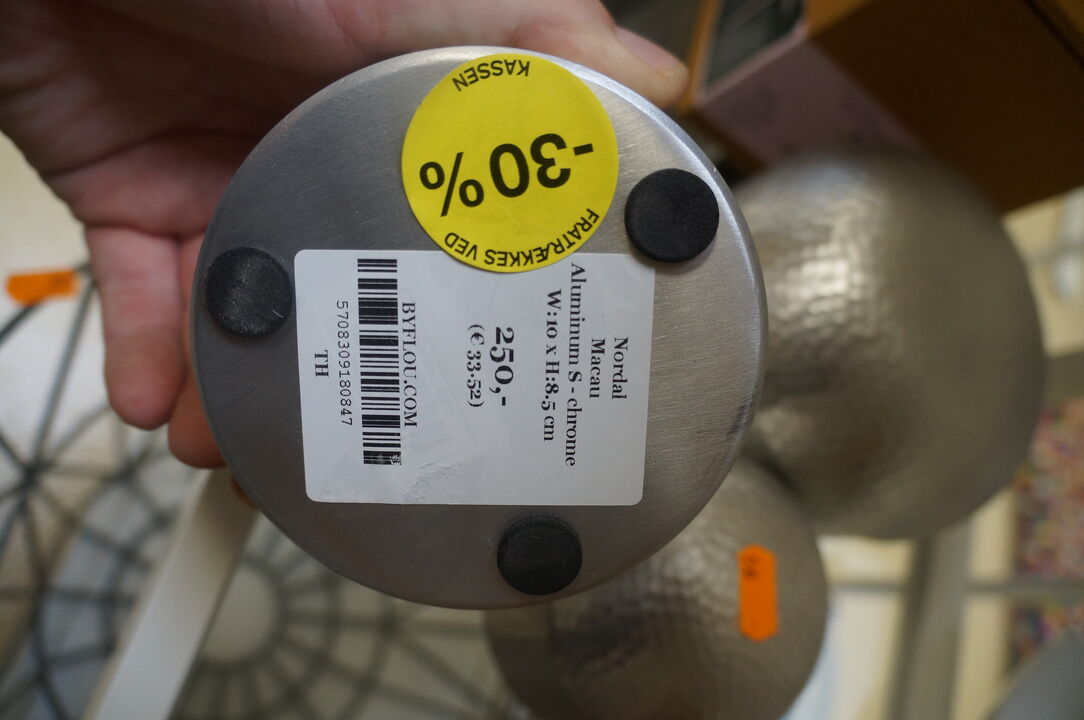 -30%
FRATRÆKKES VED
KASSEN
Nordal
Macau
Aluminum S - chrome
W:10 x H:8.5 cm
250,-
(€ 33.52)
BYFLOU.COM
5708309180847
TH